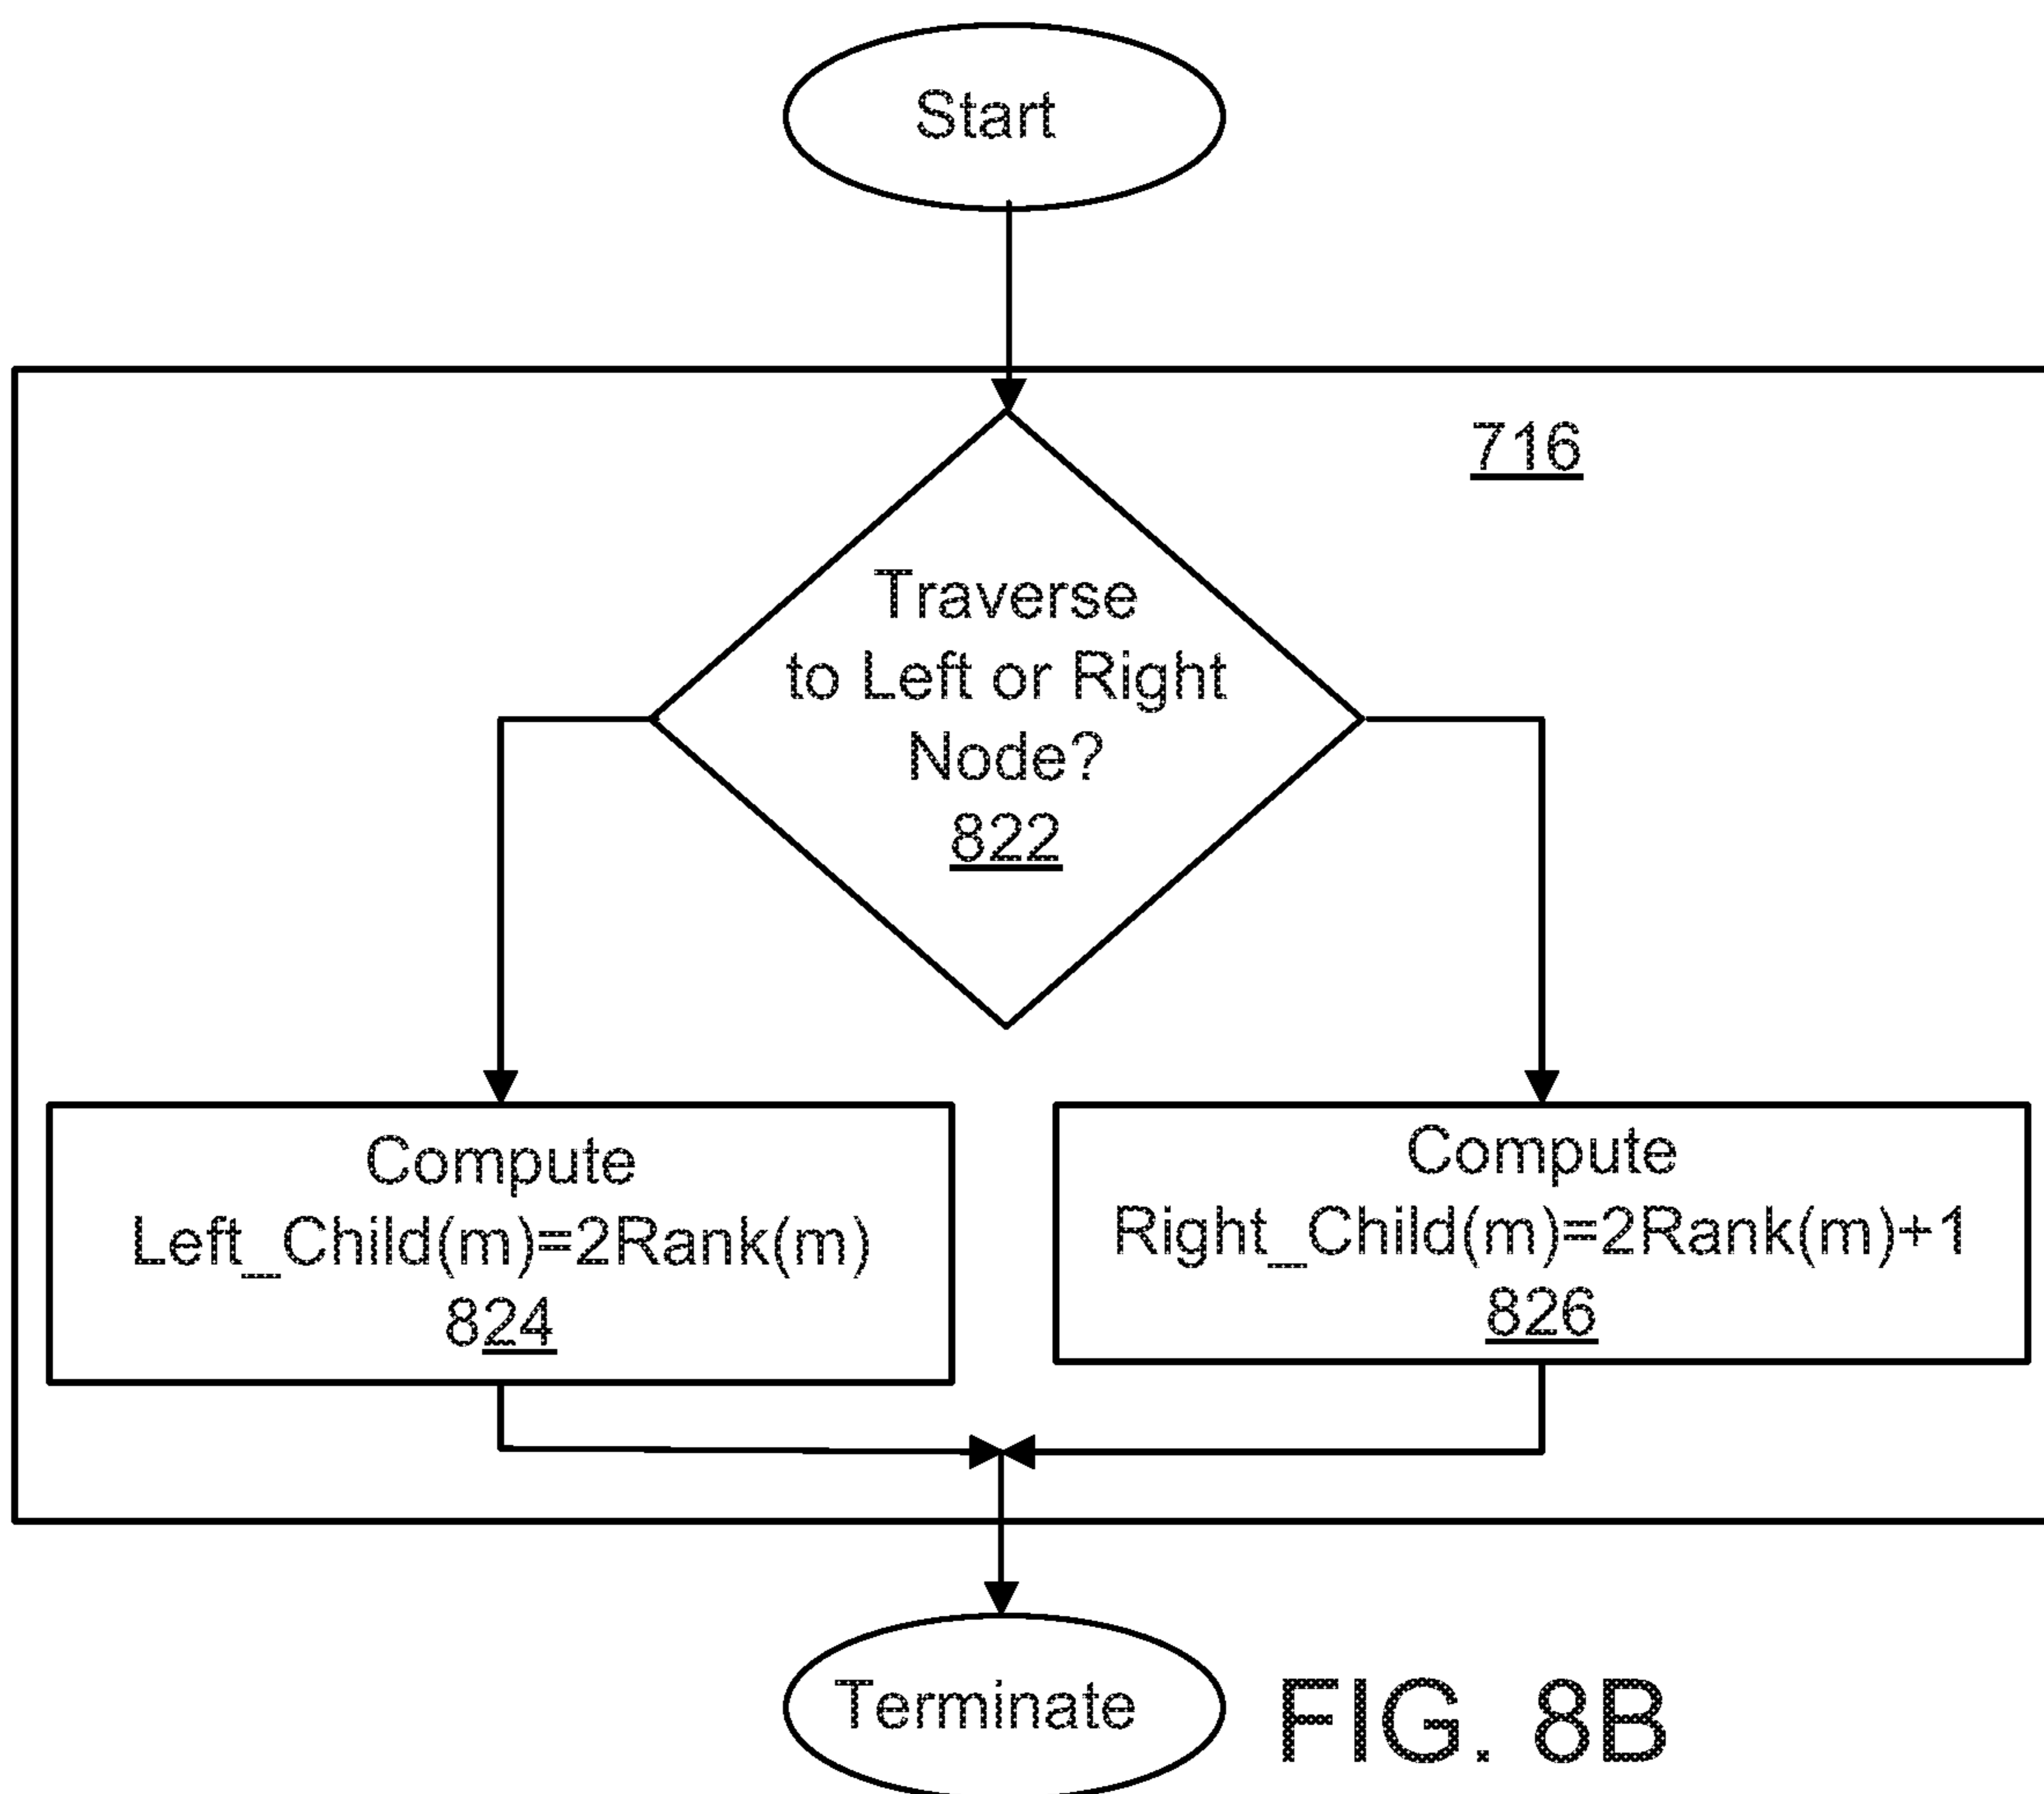 Start
716
Traverse
to Left or Right
Node?
822
Compute
Left_Child(m)=2Rank(m)
824
Compute
Right_Child(m)=2Rank(m)+1
826
Terminate
FIG. 8B